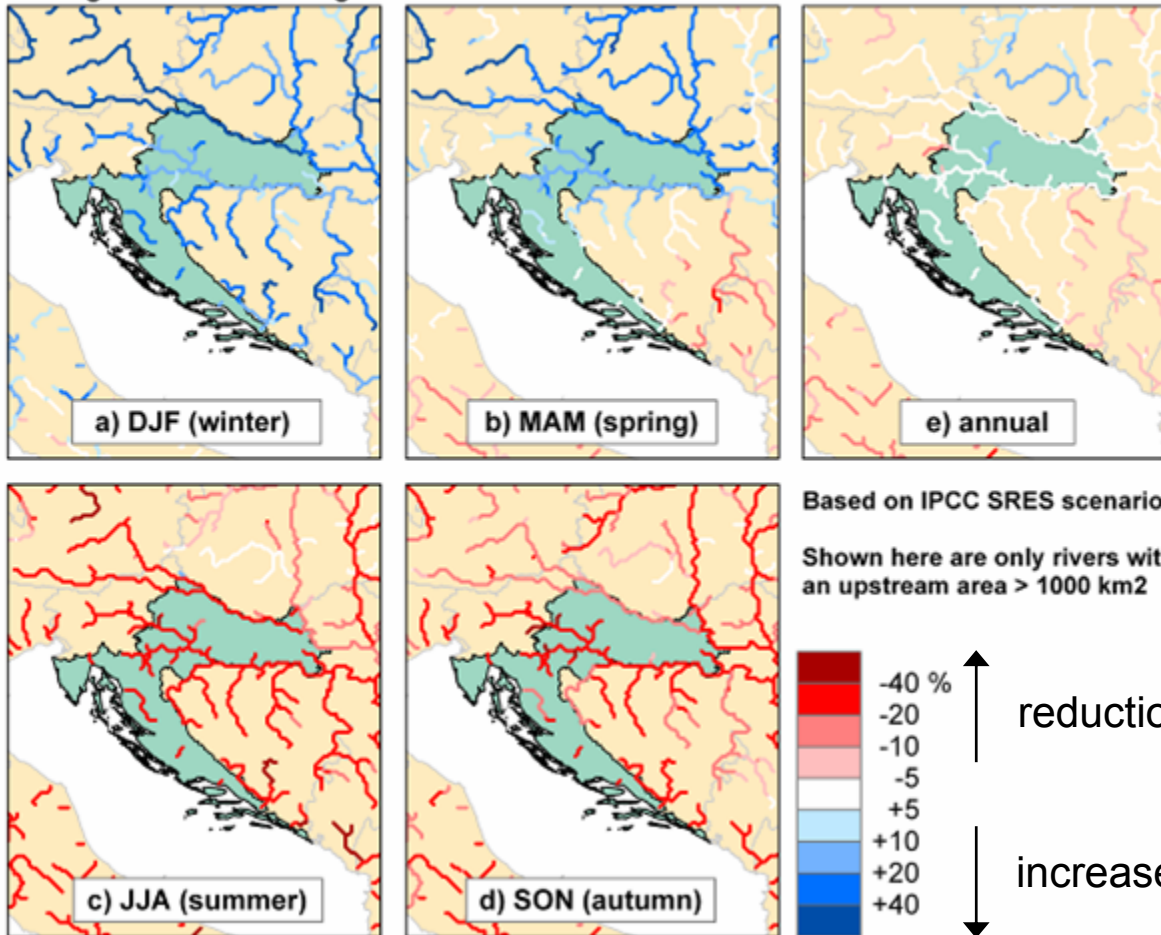 a) DJF (winter)
b) MAM (spring)
e) annual
c) JJA (summer)
d) SON (autumn)
Based on IPCC SRES scenario
Shown here are only rivers wit
an upstream area > 1000 km2
-40 %
-20
-10
-5
+5
+10
+20
+40
reductio
increase